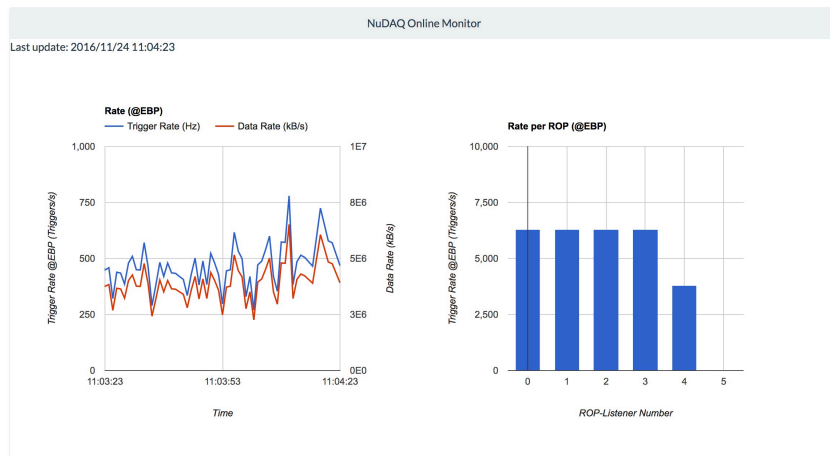 NuDAQ Online Monitor
Last update: 2016/11/24 11:04:23
Rate (@EBP)
Trigger Rate (Hz)
Data Rate (kB/s)
1,000
750
500
250
0
Trigger Rate @EBP (Triggers/s)
1E7
8E6
5E6
3E6
0E0
Data Rate (kB/s)
11:03:23
11:03:53
11:04:23
Time
Rate per ROP (@EBP)
10,000
7,500
5,000
2,500
0
Trigger Rate @EBP (Triggers/s)
0 1 2 3 4 5
ROP-Listener Number